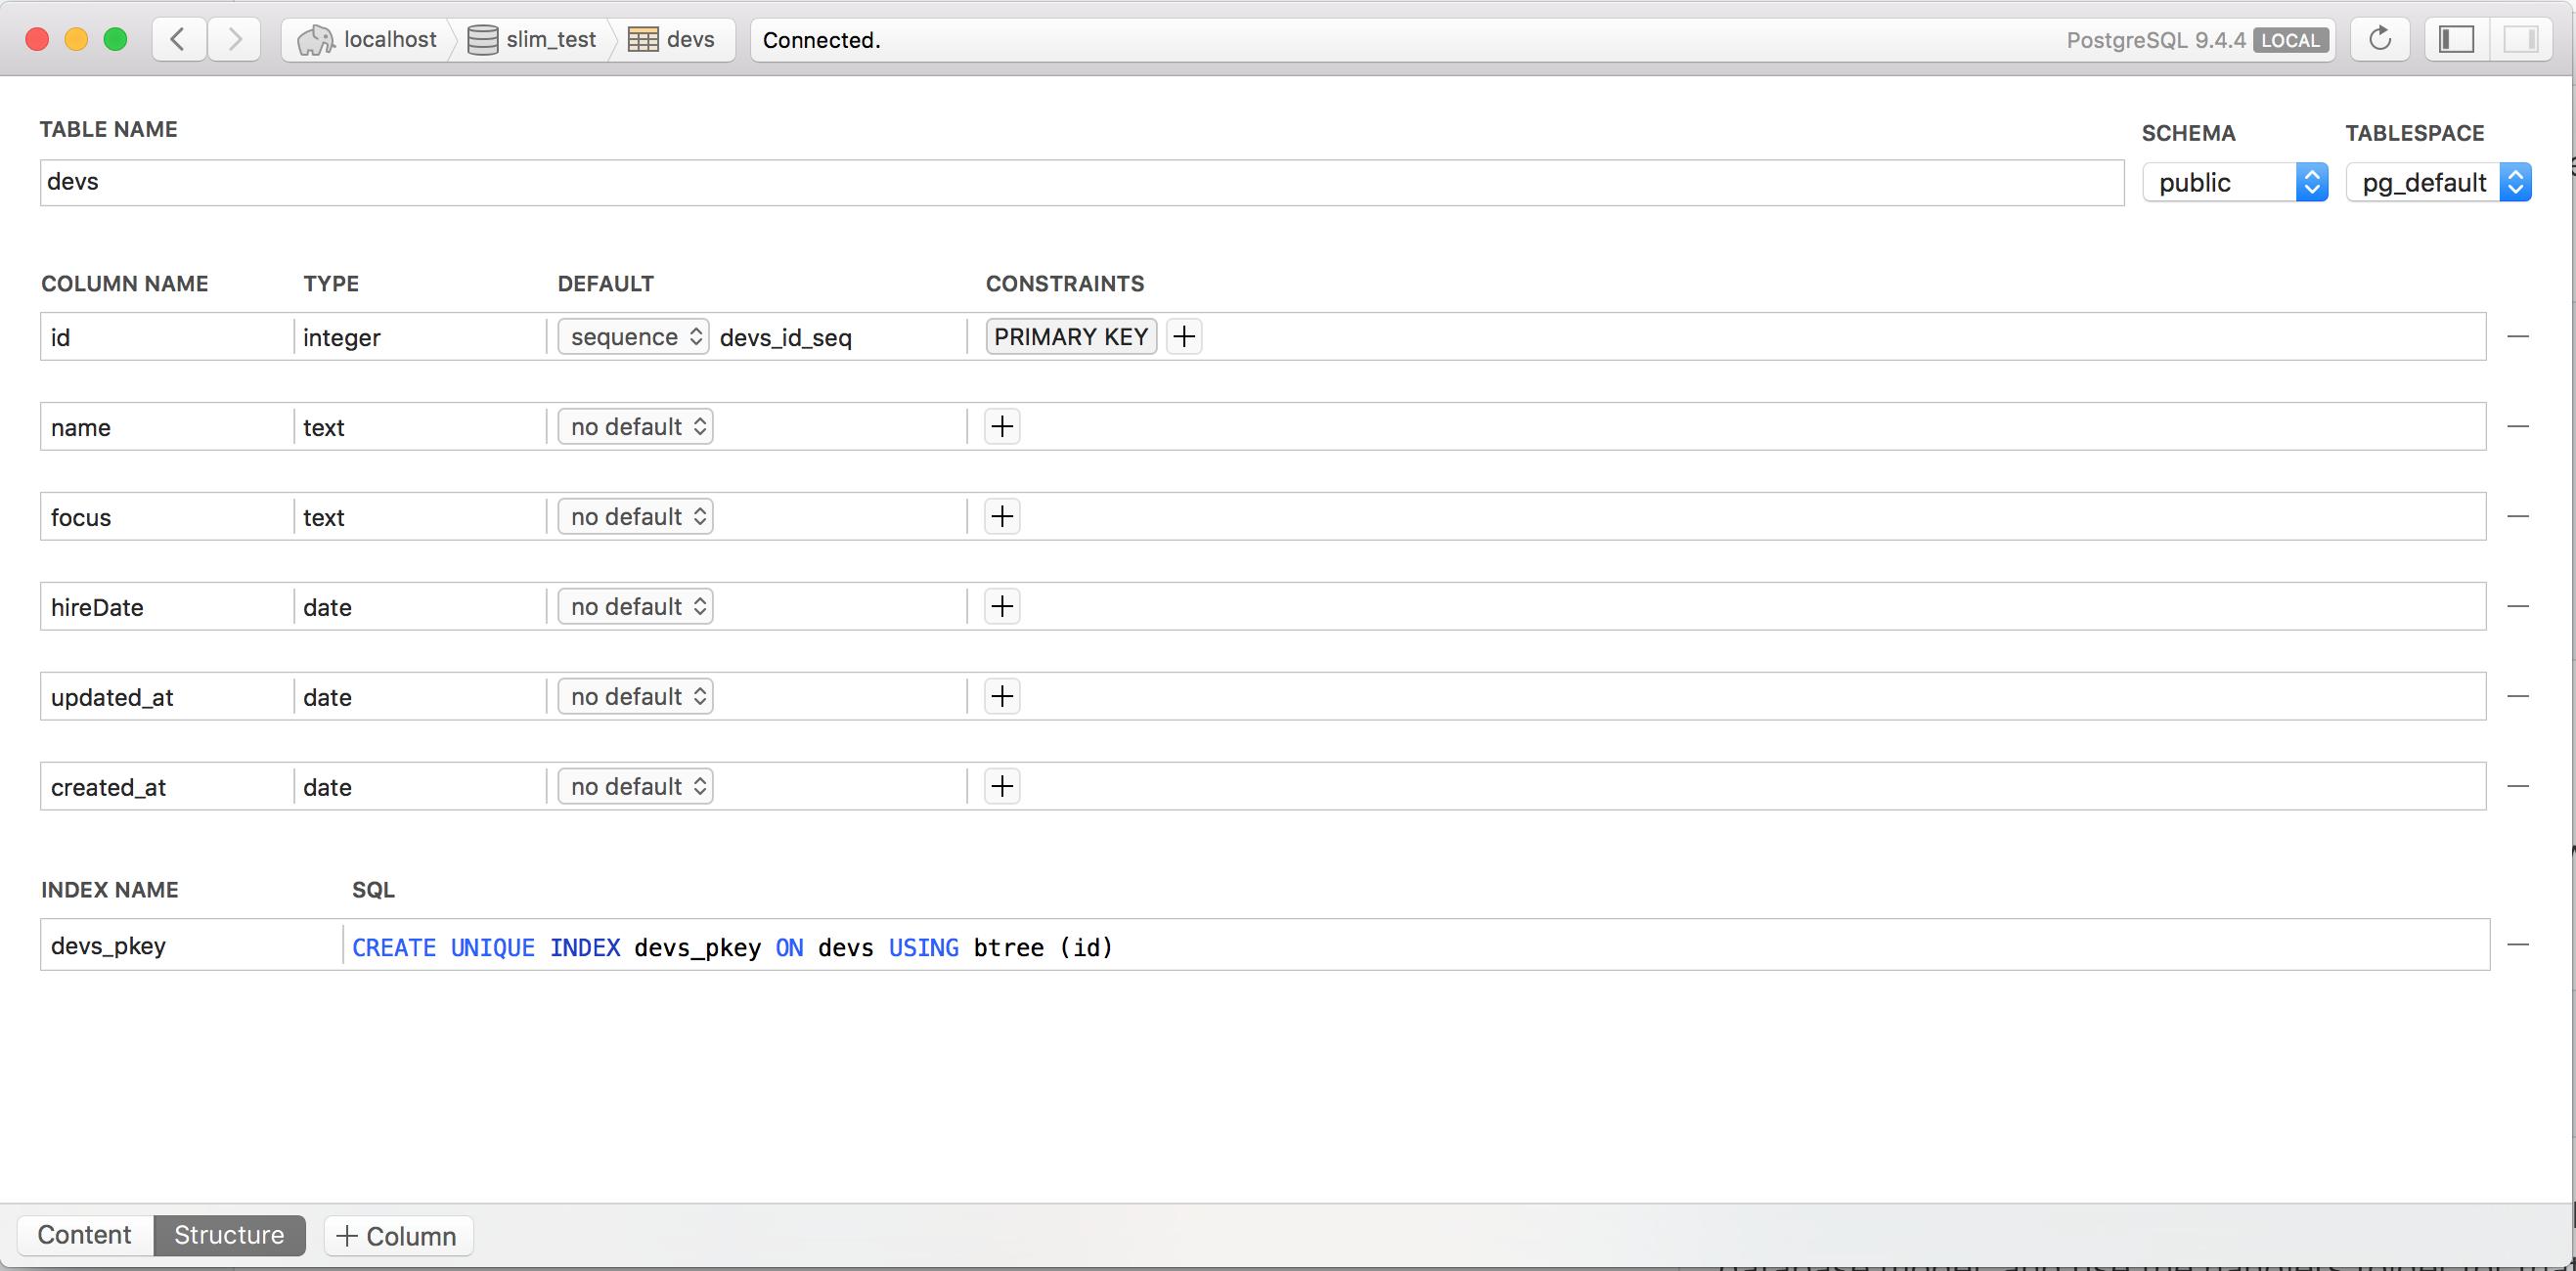 localhost slim_test devs Connected. PostgreSQL 9.4.4 LOCAL
TABLE NAME SCHEMA TABLESPACE
devs public pg_default
COLUMN NAME TYPE DEFAULT CONSTRAINTS
id integer sequence devs_id_seq PRIMARY KEY +
name text no default +
focus text no default +
hireDate date no default +
updated_at date no default +
created_at date no default +
INDEX NAME SQL
devs_pkey CREATE UNIQUE INDEX devs_pkey ON devs USING btree (id)
Content Structure + Column